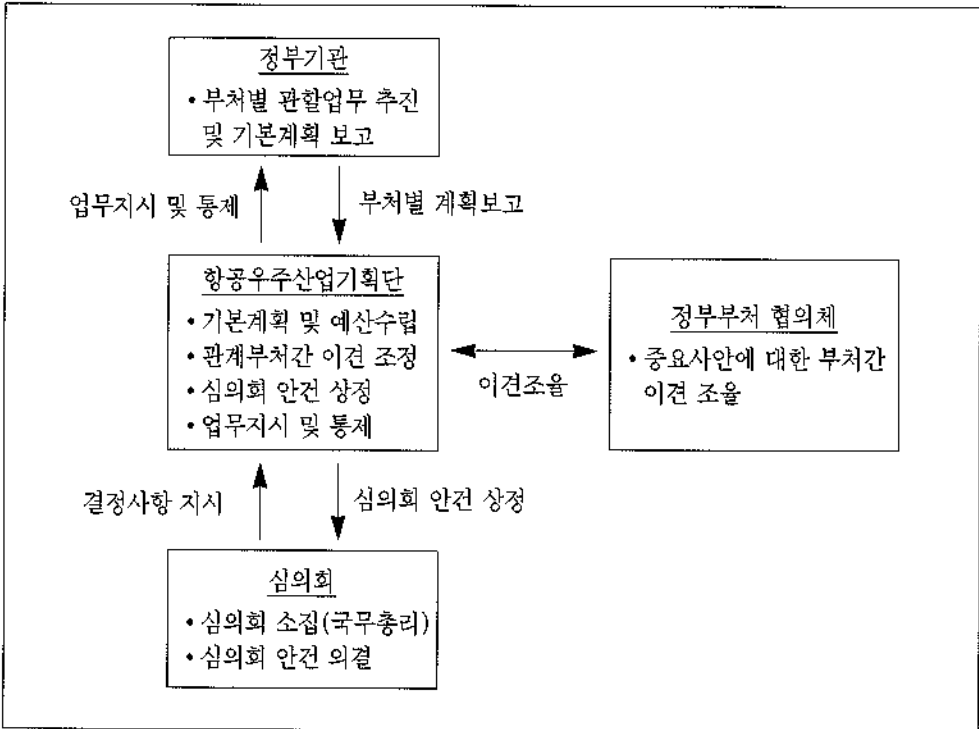 정부기관
• 부처별 관할업무 추진
및 기본계획 보고
업무지시 및 통제
부처별 계획보고
항공우주산업기획단
• 기본계획 및 예산수립
• 관계부처간 이견 조정
• 심의회 안건 상정
• 업무지시 및 통제
이견조율
정부부처 협의체
• 중요사안에 대한 부처간
이견 조율
결정사항 지시
심의회 안건 상정
심의회
• 심의회 소집(국무총리)
• 심의회 안건 의결